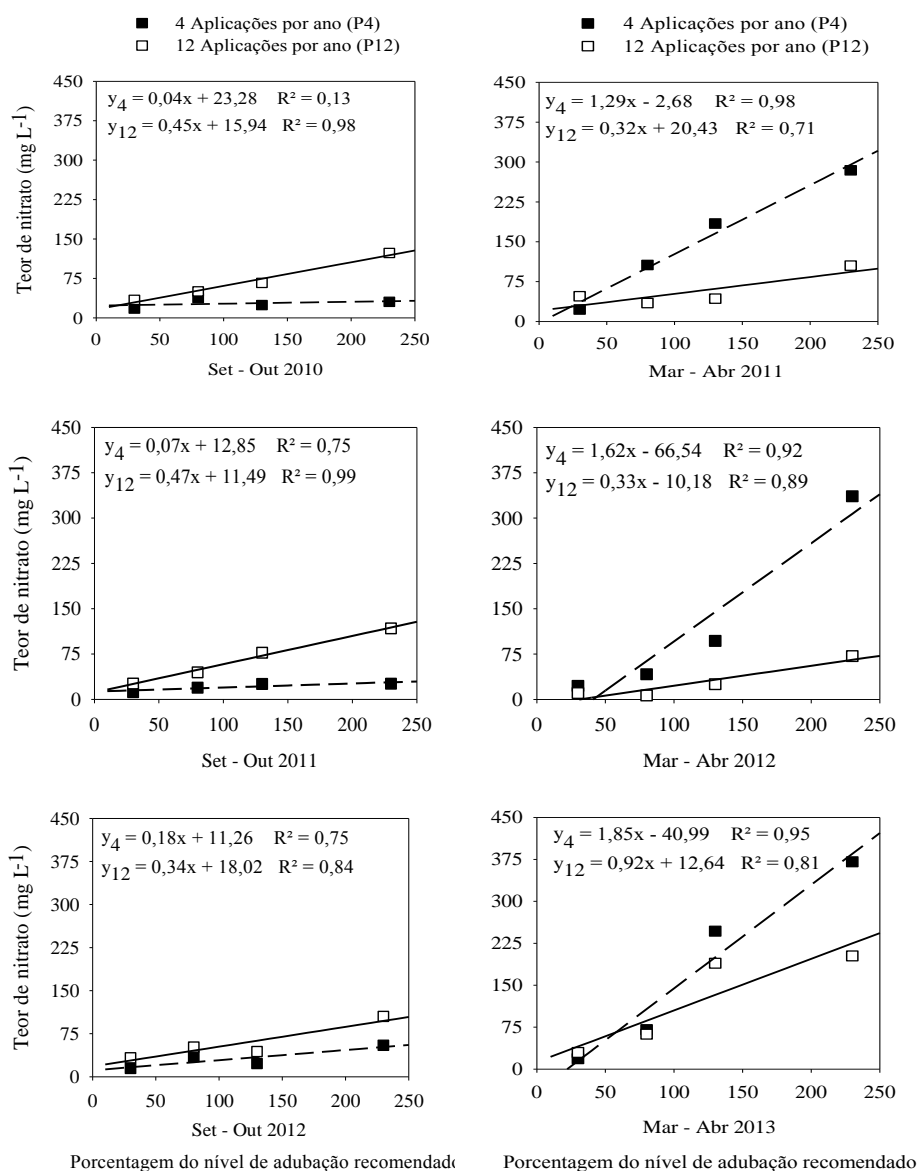 4 Aplicações por ano (P4)
12 Aplicações por ano (P12)
4 Aplicações por ano (P4)
12 Aplicações por ano (P12)
Teor de nitrato (mg L-1)
450
375
300
225
150
75
0
y4 = 0,04x + 23,28 R² = 0,13
y12 = 0,45x + 15,94 R² = 0,98
0 50 100 150 200 250
Set - Out 2010
450
375
300
225
150
75
0
y4 = 1,29x - 2,68 R² = 0,98
y12 = 0,32x + 20,43 R² = 0,71
0 50 100 150 200 250
Mar - Abr 2011
Teor de nitrato (mg L-1)
450
375
300
225
150
75
0
y4 = 0,07x + 12,85 R² = 0,75
y12 = 0,47x + 11,49 R² = 0,99
0 50 100 150 200 250
Set - Out 2011
450
375
300
225
150
75
0
y4 = 1,62x - 66,54 R² = 0,92
y12 = 0,33x - 10,18 R² = 0,89
0 50 100 150 200 250
Mar - Abr 2012
Teor de nitrato (mg L-1)
450
375
300
225
150
75
0
y4 = 0,18x + 11,26 R² = 0,75
y12 = 0,34x + 18,02 R² = 0,84
0 50 100 150 200 250
Set - Out 2012
450
375
300
225
150
75
0
y4 = 1,85x - 40,99 R² = 0,95
y12 = 0,92x + 12,64 R² = 0,81
0 50 100 150 200 250
Mar - Abr 2013
Porcentagem do nível de adubação recomendado
Porcentagem do nível de adubação recomendado